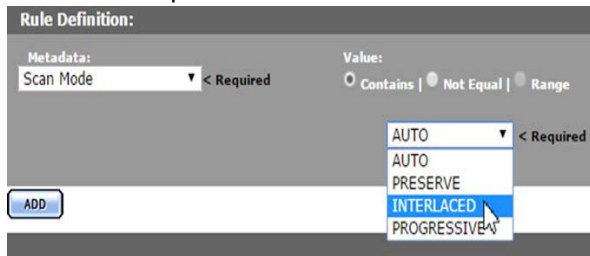 Rule Definition:
Metadata: Value:
Scan Mode < Required Contains | Not Equal | Range
AUTO < Required
AUTO
PRESERVE
INTERLACED
PROGRESSIVE
ADD